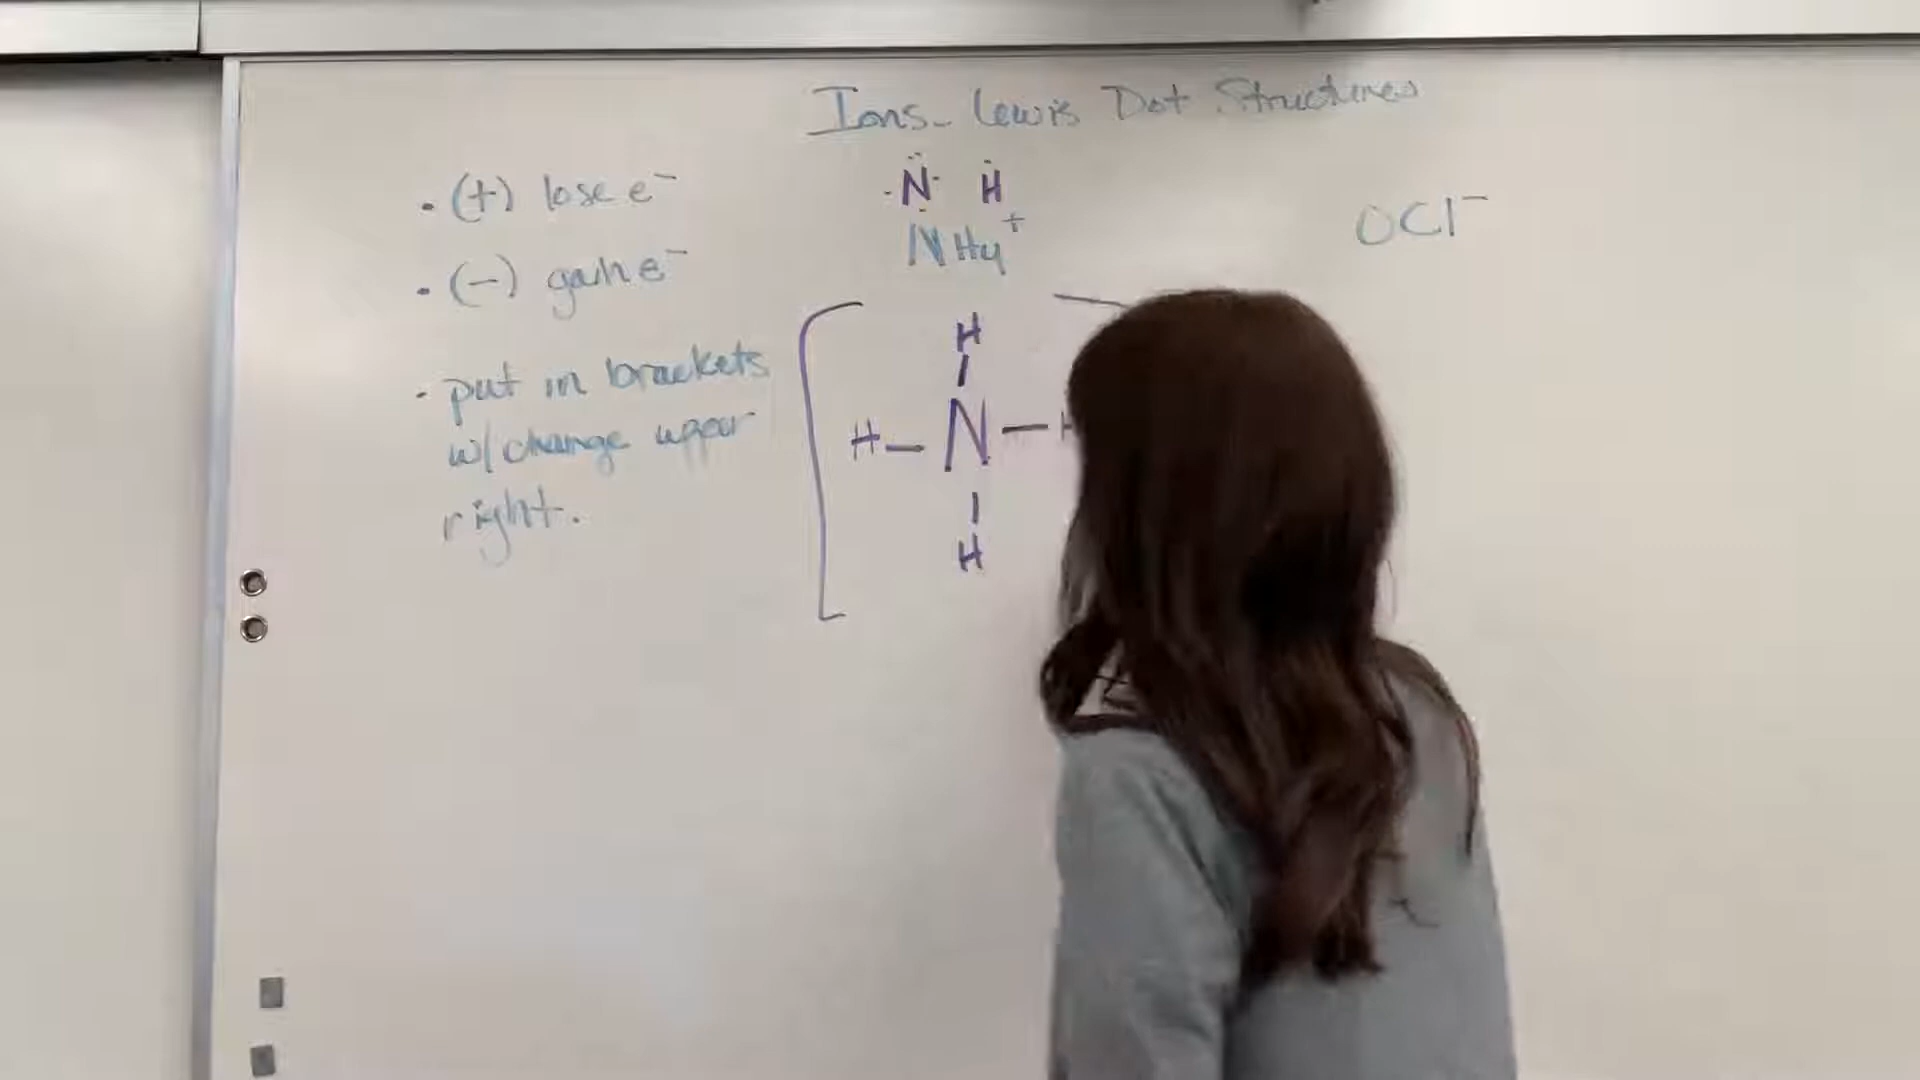 Ions - Lewis Dot Structures
• (+) lose e⁻
• (-) gain e⁻
• put in brackets
w/ charge upper
right.
N H
NH4⁺
H
H - N - H
H
OCl⁻